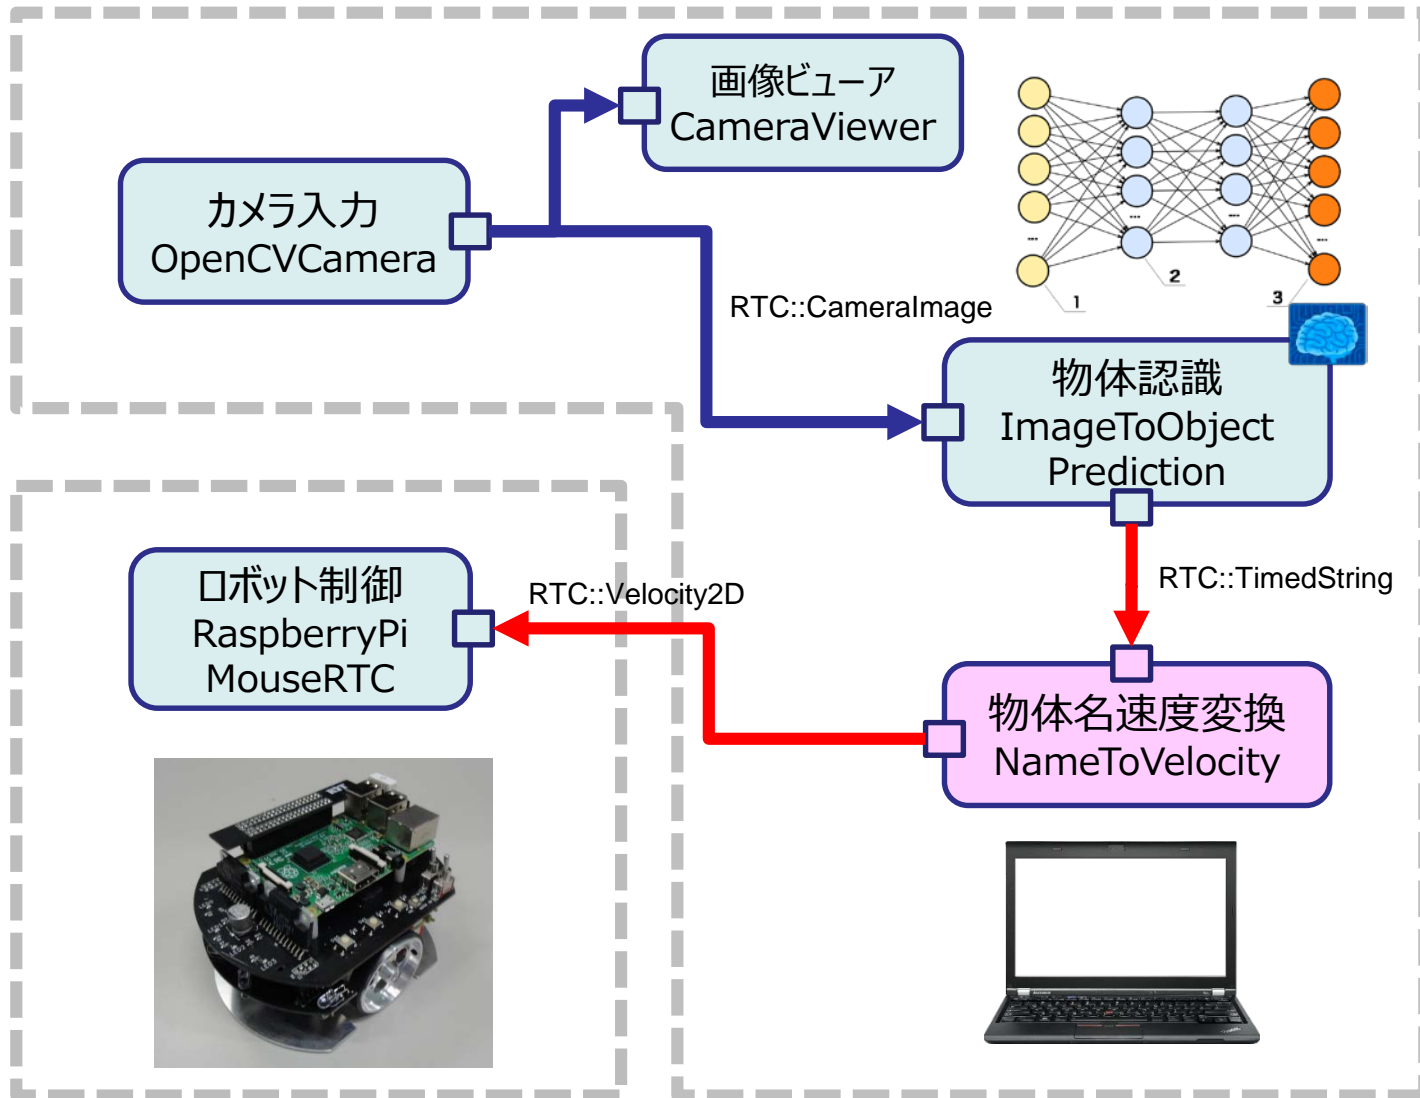 画像ビューア
CameraViewer
カメラ入力
OpenCVCamera
...
...
...
...
1
2
3
RTC::CameraImage
物体認識
ImageToObject
Prediction
RTC::TimedString
ロボット制御
RaspberryPi
MouseRTC
RTC::Velocity2D
物体名速度変換
NameToVelocity